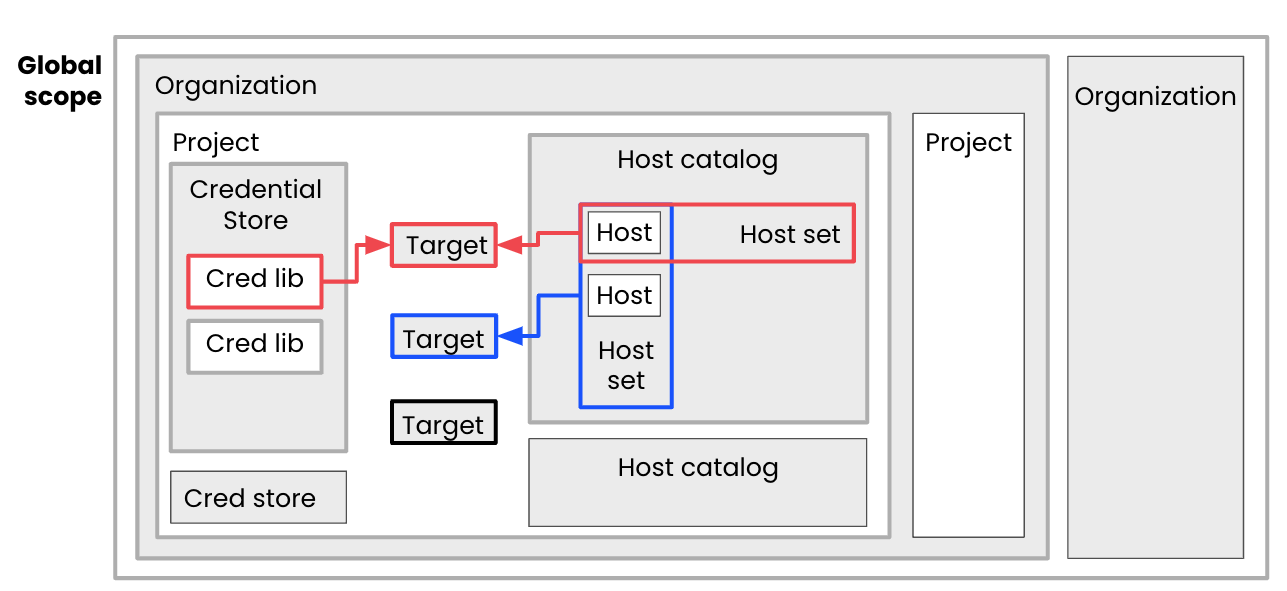 Global
scope
Organization
Project
Credential
Store
Cred lib
Cred lib
Cred store
Target
Target
Target
Host catalog
Host
Host set
Host
Host
set
Host catalog
Project
Organization